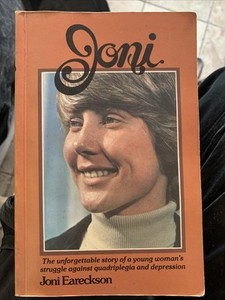 Joni
The unforgettable story of a young woman's
struggle against quadriplegia and depression
Joni Eareckson